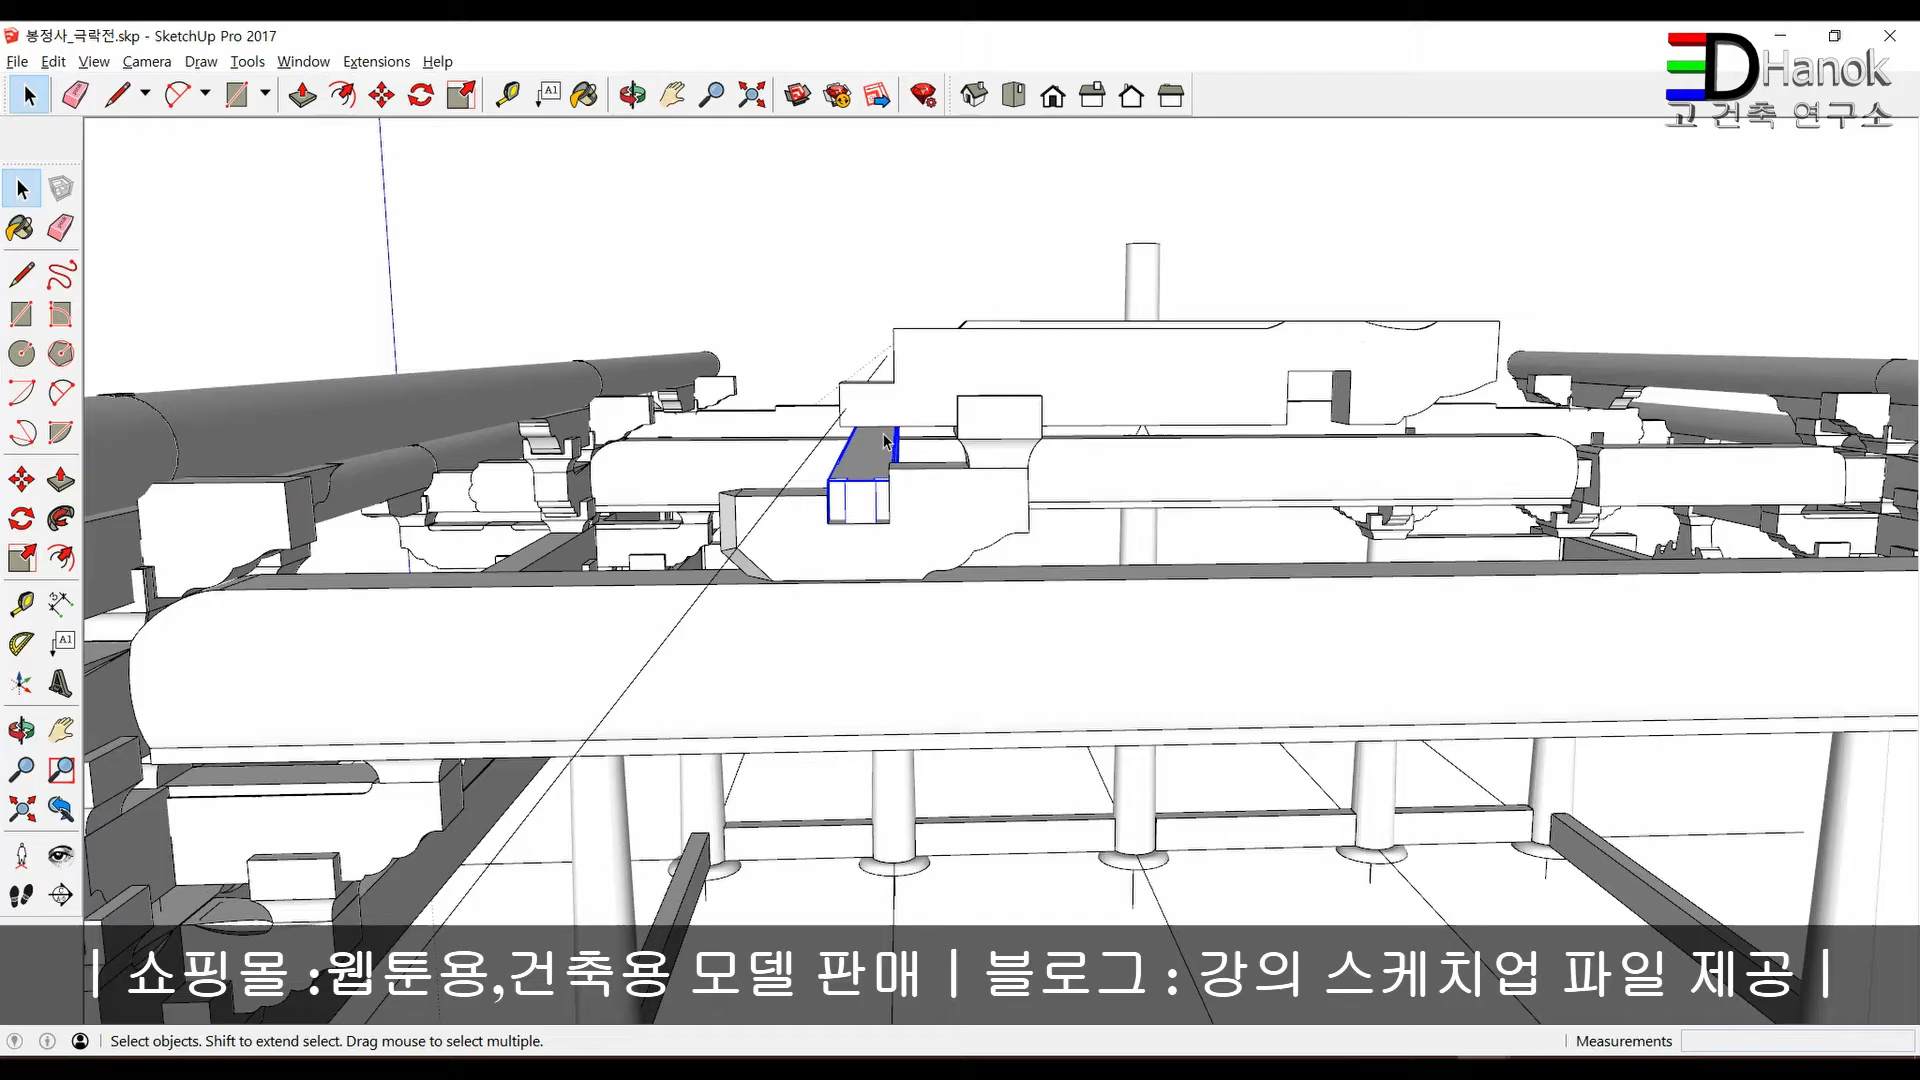 봉정사_극락전.skp - SketchUp Pro 2017
File Edit View Camera Draw Tools Window Extensions Help
A1
DHanok
고 건축 연구소
A1
| 쇼핑몰 :웹툰용,건축용 모델 판매 | 블로그 : 강의 스케치업 파일 제공 |
Select objects. Shift to extend select. Drag mouse to select multiple.
Measurements